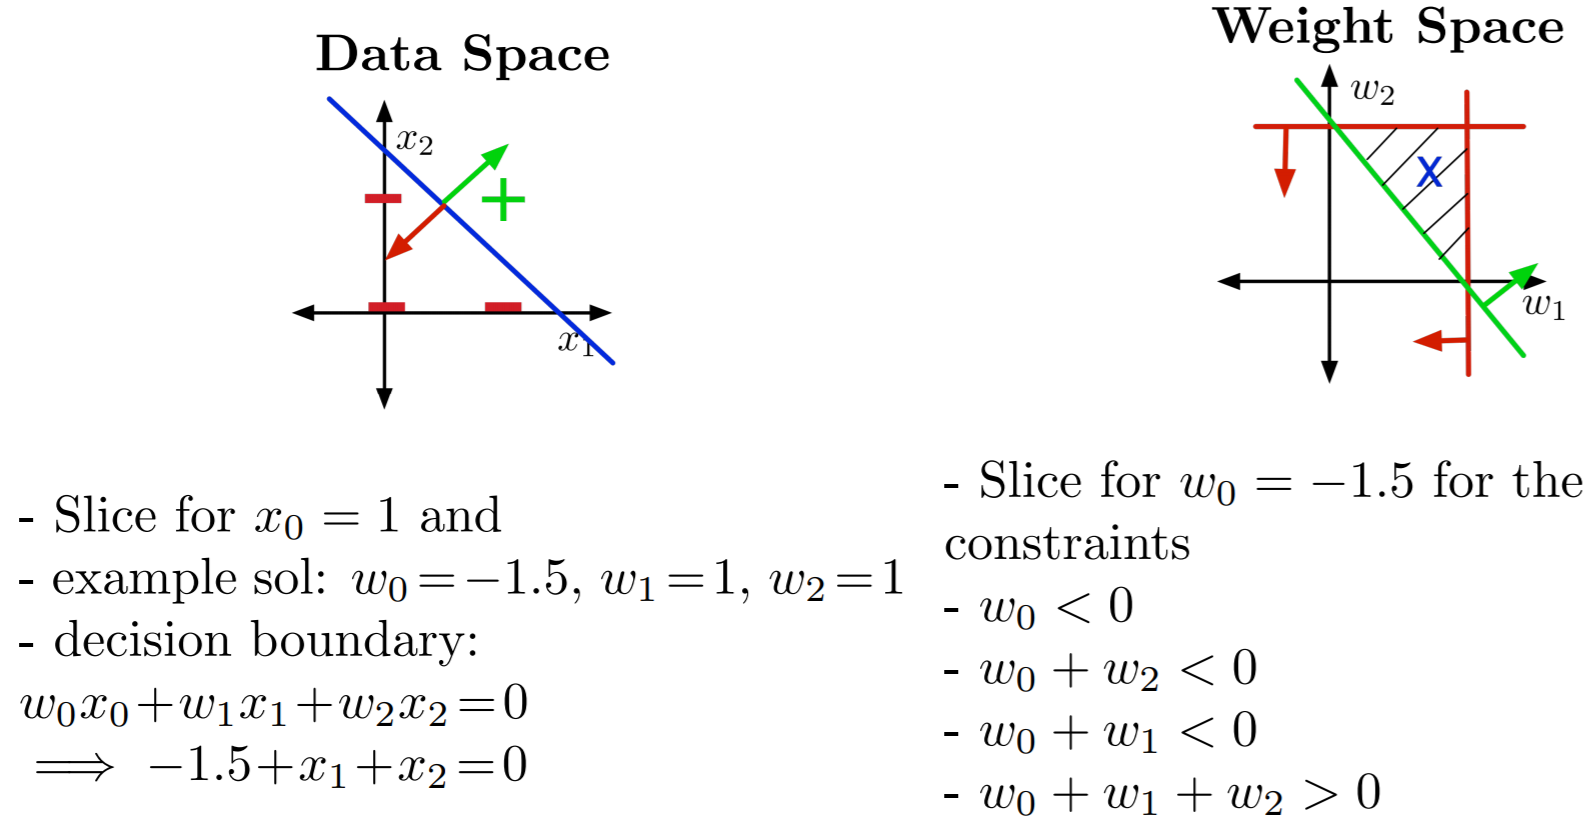 Data Space
x₂
+
x₁
- Slice for x₀ = 1 and
- example sol: w₀=−1.5, w₁=1, w₂=1
- decision boundary:
w₀x₀+w₁x₁+w₂x₂=0
⟹ −1.5+x₁+x₂=0
Weight Space
w₂
X
w₁
- Slice for w₀ = −1.5 for the
constraints
- w₀ < 0
- w₀ + w₂ < 0
- w₀ + w₁ < 0
- w₀ + w₁ + w₂ > 0